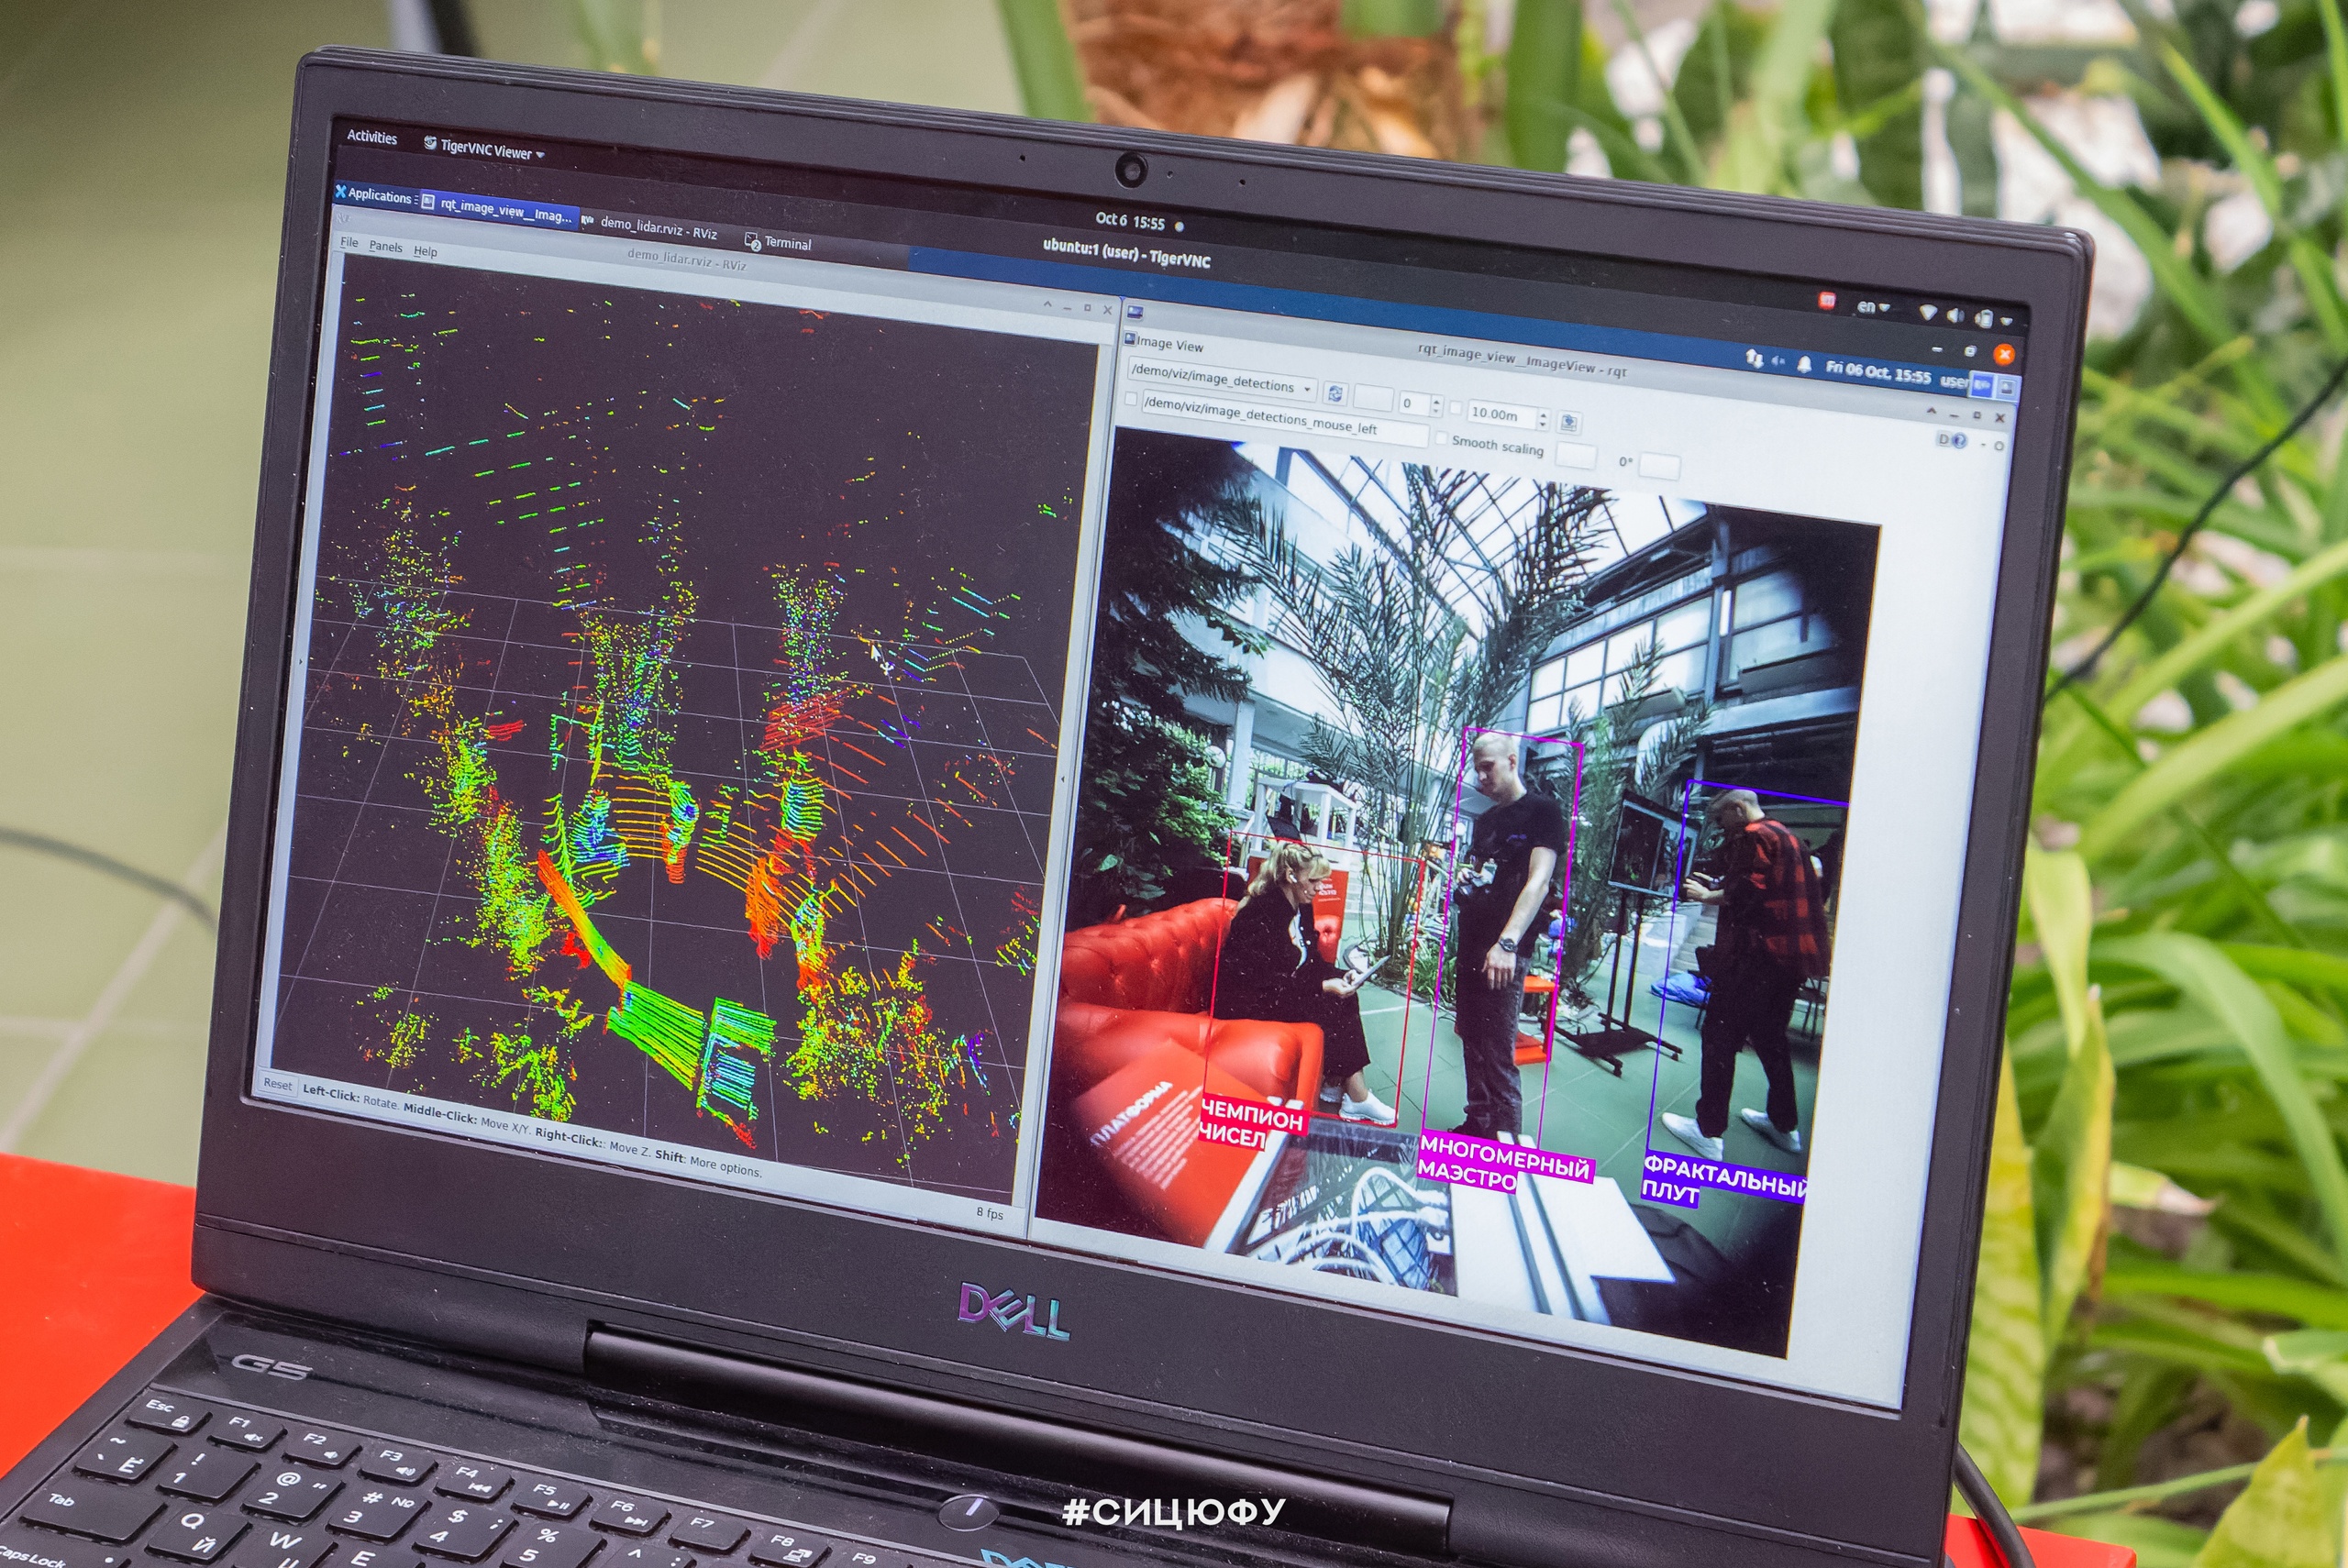 Activities
TigerVNC Viewer
Oct 6 15:55
ubuntu:1 (user) - TigerVNC
en
Applications
rqt_image_view__Imag...
demo_lidar.rviz - RViz
Terminal
Fri 06 Oct, 15:55 user
File Panels Help
demo_lidar.rviz - RViz
rqt_image_view__ImageView - rqt
Image View
D
/demo/viz/image_detections
0
10.00m
/demo/viz/image_detections_mouse_left
Smooth scaling
0°
ПЛАТФОРМА
ЧЕМПИОН
ЧИСЕЛ
МНОГОМЕРНЫЙ
МАЭСТРО
ФРАКТАЛЬНЫЙ
ПЛУТ
Reset
Left-Click: Rotate. Middle-Click: Move X/Y. Right-Click:: Move Z. Shift: More options.
8 fps
DELL
G5
Esc F1 F2 F3 F4 F5 F6 F7 F8 F9
~ ` Ё ! 1 @ " 2 # № 3 $ ; 4 % 5 ^ :
Tab Q Й W E
Caps Lock
#СИЦЮФУ